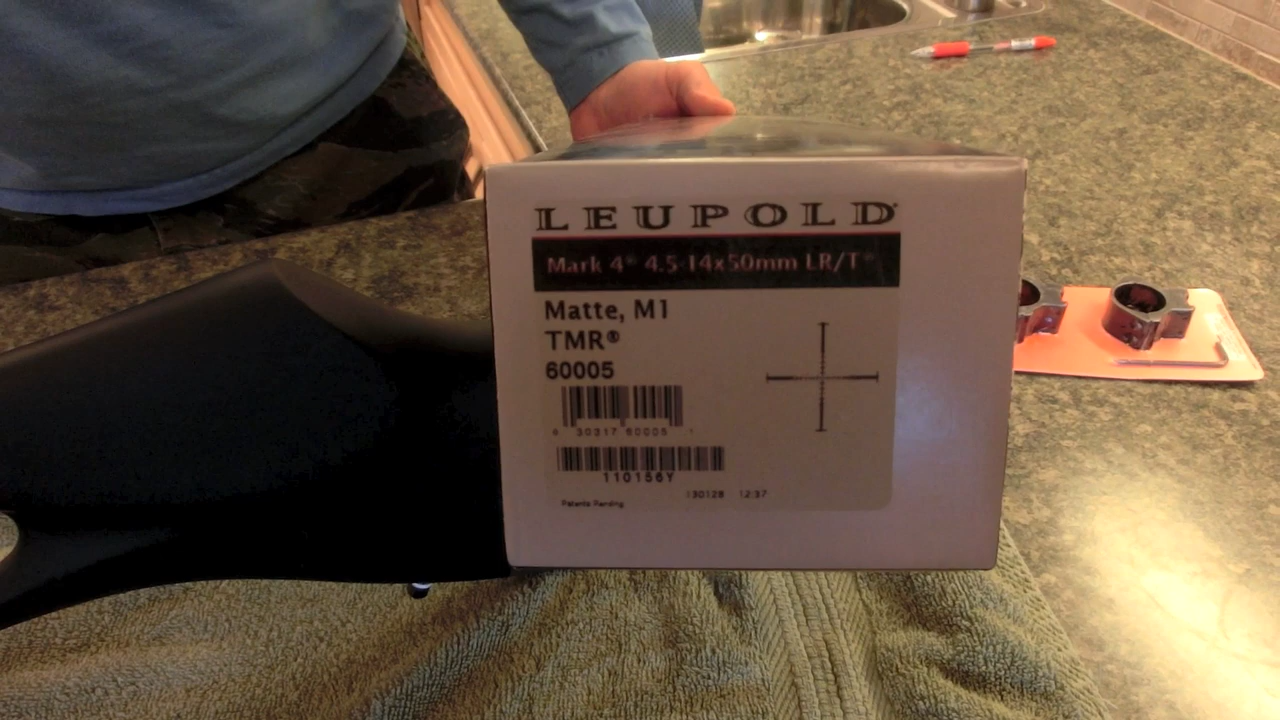 LEUPOLD®
Mark 4® 4.5-14x50mm LR/T®
Matte, M1
TMR®
60005
30317 60005 1
110156Y
130128 12:37
Patents Pending